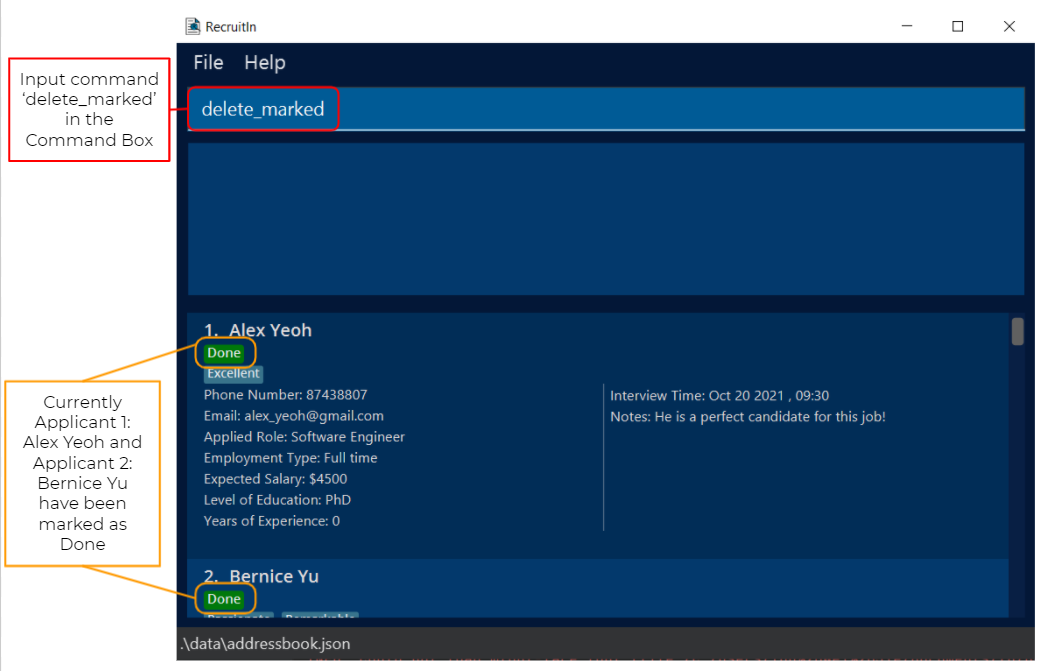 RecruitIn
File Help
Input command
‘delete_marked’
in the
Command Box
delete_marked
1. Alex Yeoh
Done
Excellent
Phone Number: 87438807
Email: alex_yeoh@gmail.com
Applied Role: Software Engineer
Employment Type: Full time
Expected Salary: $4500
Level of Education: PhD
Years of Experience: 0
Interview Time: Oct 20 2021 , 09:30
Notes: He is a perfect candidate for this job!
Currently
Applicant 1:
Alex Yeoh and
Applicant 2:
Bernice Yu
have been
marked as
Done
2. Bernice Yu
Done
Passionate Remarkable
.\data\addressbook.json